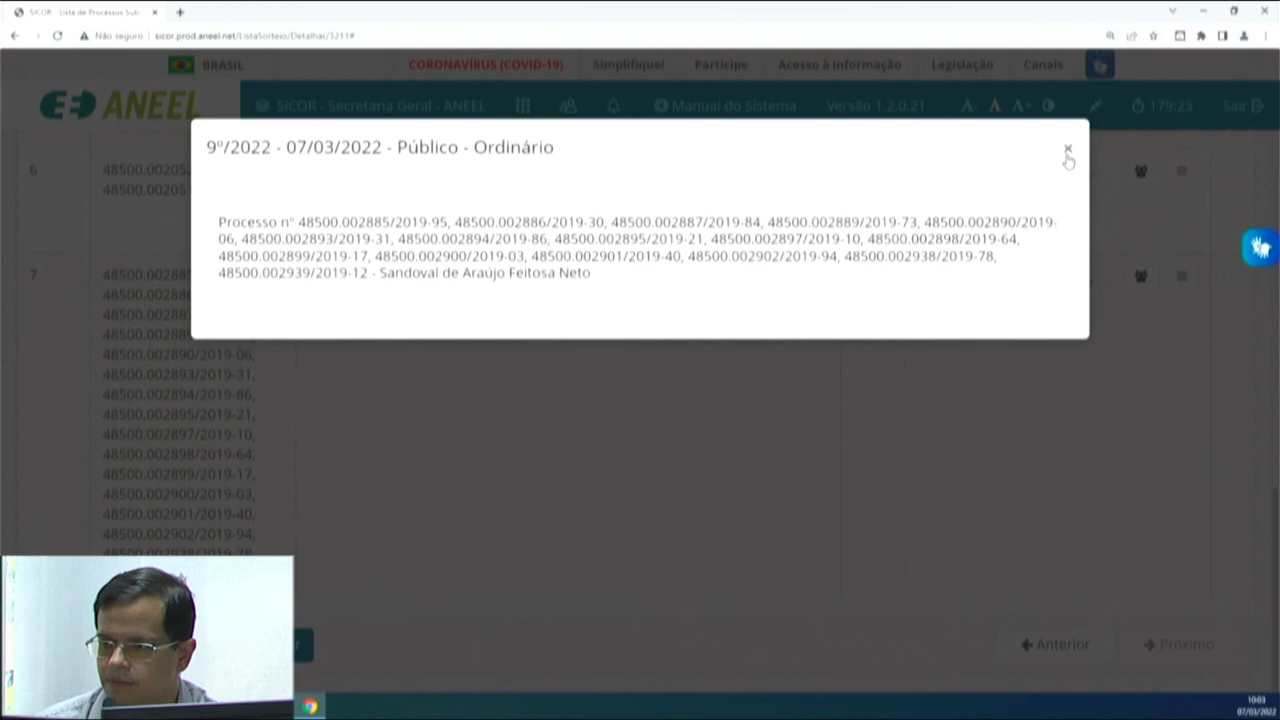 SICOR - Lista de Processos Sub-
Não seguro
sicor.prod.aneel.net/ListaSorteio/Detalhar/3211#
BRASIL
CORONAVÍRUS (COVID-19)
Simplifique!
Participe
Acesso à informação
Legislação
Canais
ANEEL
SICOR - Secretaria Geral - ANEEL
Manual do Sistema
Versão 1.2.0.21
A-
A
A+
179:23
Sair
9º/2022 - 07/03/2022 - Público - Ordinário
×
Processo nº 48500.002885/2019-95, 48500.002886/2019-30, 48500.002887/2019-84, 48500.002889/2019-73, 48500.002890/2019-
06, 48500.002893/2019-31, 48500.002894/2019-86, 48500.002895/2019-21, 48500.002897/2019-10, 48500.002898/2019-64,
48500.002899/2019-17, 48500.002900/2019-03, 48500.002901/2019-40, 48500.002902/2019-94, 48500.002938/2019-78,
48500.002939/2019-12 - Sandoval de Araújo Feitosa Neto
6
7
48500.002890/2019-06,
48500.002893/2019-31,
48500.002894/2019-86,
48500.002895/2019-21,
48500.002897/2019-10,
48500.002898/2019-64,
48500.002899/2019-17,
48500.002900/2019-03,
48500.002901/2019-40,
48500.002902/2019-94,
48500.002938/2019-78
Anterior
Próximo
10:03
07/03/2022